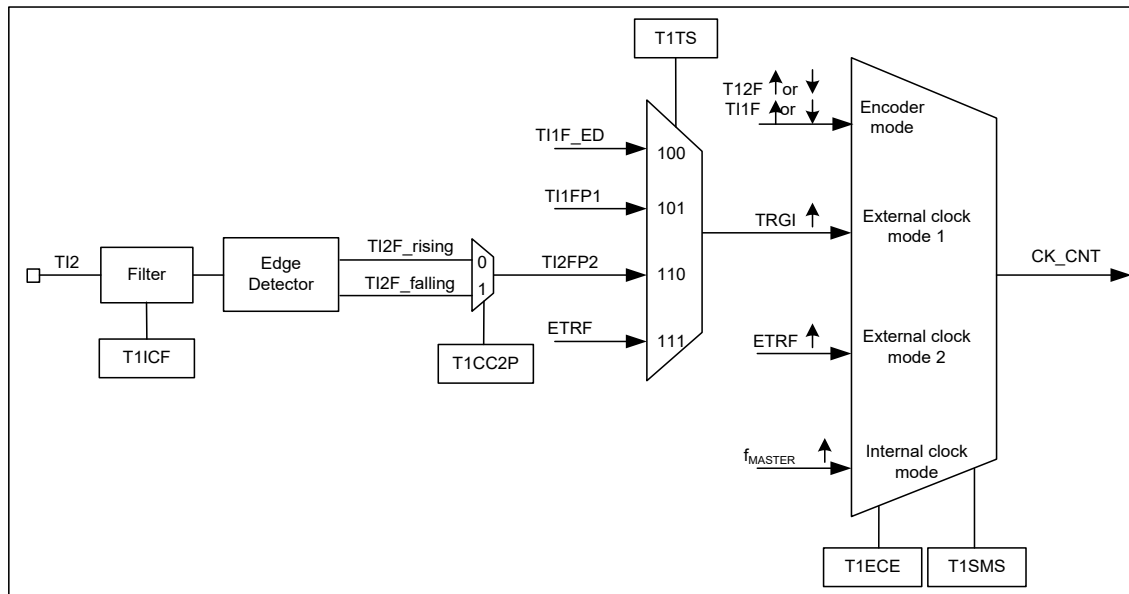 T1TS
T12F or
TI1F or
Encoder
mode
TI1F_ED
100
TI1FP1
101
TRGI
External clock
mode 1
TI2
Filter
Edge
Detector
TI2F_rising
0
TI2F_falling
1
TI2FP2
110
CK_CNT
ETRF
111
T1ICF
T1CC2P
ETRF
External clock
mode 2
fMASTER
Internal clock
mode
T1ECE
T1SMS